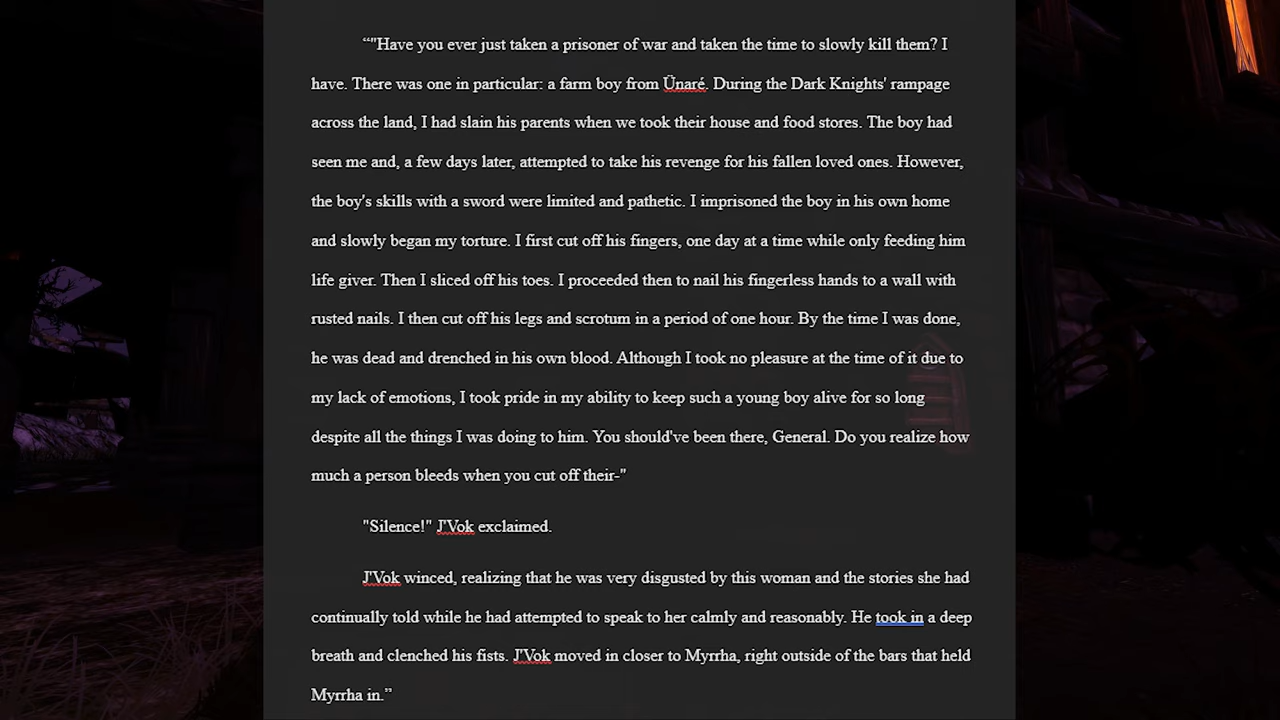 “"Have you ever just taken a prisoner of war and taken the time to slowly kill them? I
have. There was one in particular: a farm boy from Ünaré. During the Dark Knights' rampage
across the land, I had slain his parents when we took their house and food stores. The boy had
seen me and, a few days later, attempted to take his revenge for his fallen loved ones. However,
the boy's skills with a sword were limited and pathetic. I imprisoned the boy in his own home
and slowly began my torture. I first cut off his fingers, one day at a time while only feeding him
life giver. Then I sliced off his toes. I proceeded then to nail his fingerless hands to a wall with
rusted nails. I then cut off his legs and scrotum in a period of one hour. By the time I was done,
he was dead and drenched in his own blood. Although I took no pleasure at the time of it due to
my lack of emotions, I took pride in my ability to keep such a young boy alive for so long
despite all the things I was doing to him. You should've been there, General. Do you realize how
much a person bleeds when you cut off their-"
"Silence!" J'Vok exclaimed.
J'Vok winced, realizing that he was very disgusted by this woman and the stories she had
continually told while he had attempted to speak to her calmly and reasonably. He took in a deep
breath and clenched his fists. J'Vok moved in closer to Myrrha, right outside of the bars that held
Myrrha in.”